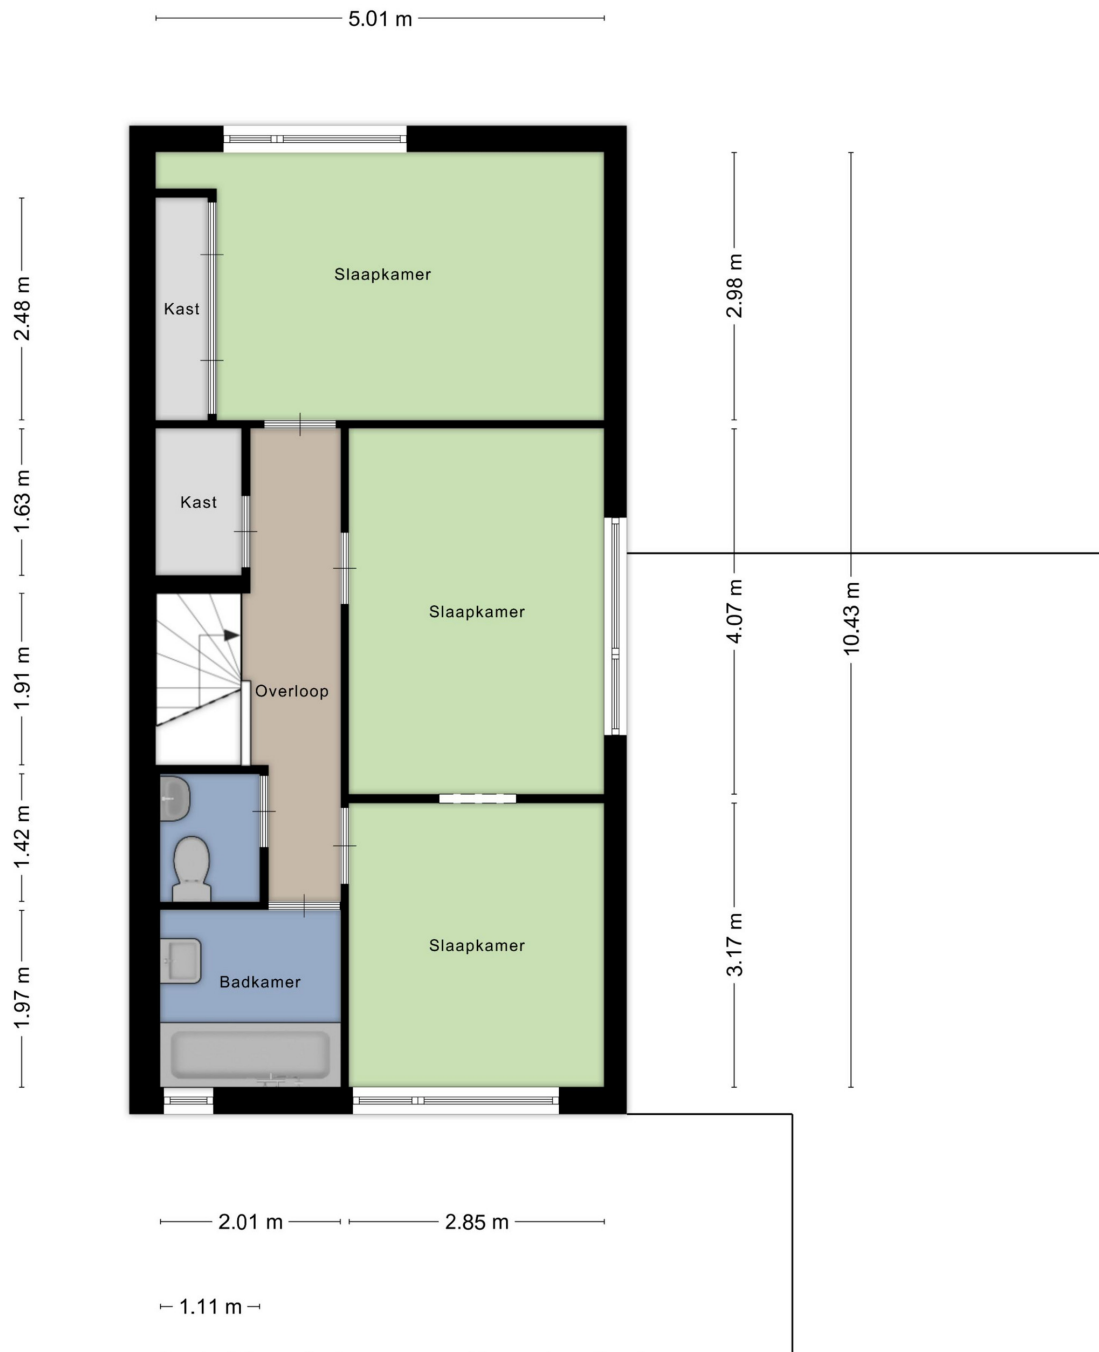 5.01 m
Slaapkamer
Kast
2.48 m
2.98 m
Kast
1.63 m
Slaapkamer
4.07 m
10.43 m
1.91 m
Overloop
1.42 m
Slaapkamer
3.17 m
Badkamer
1.97 m
2.01 m
2.85 m
1.11 m